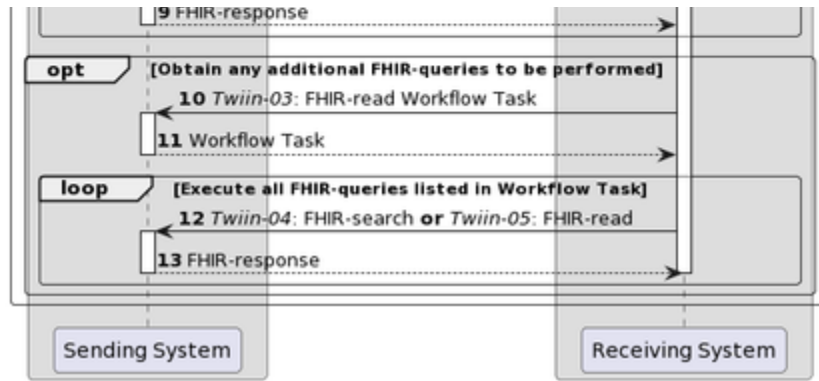 9 FHIR-response
opt [Obtain any additional FHIR-queries to be performed]
10 Twiin-03: FHIR-read Workflow Task
11 Workflow Task
loop [Execute all FHIR-queries listed in Workflow Task]
12 Twiin-04: FHIR-search or Twiin-05: FHIR-read
13 FHIR-response
Sending System Receiving System